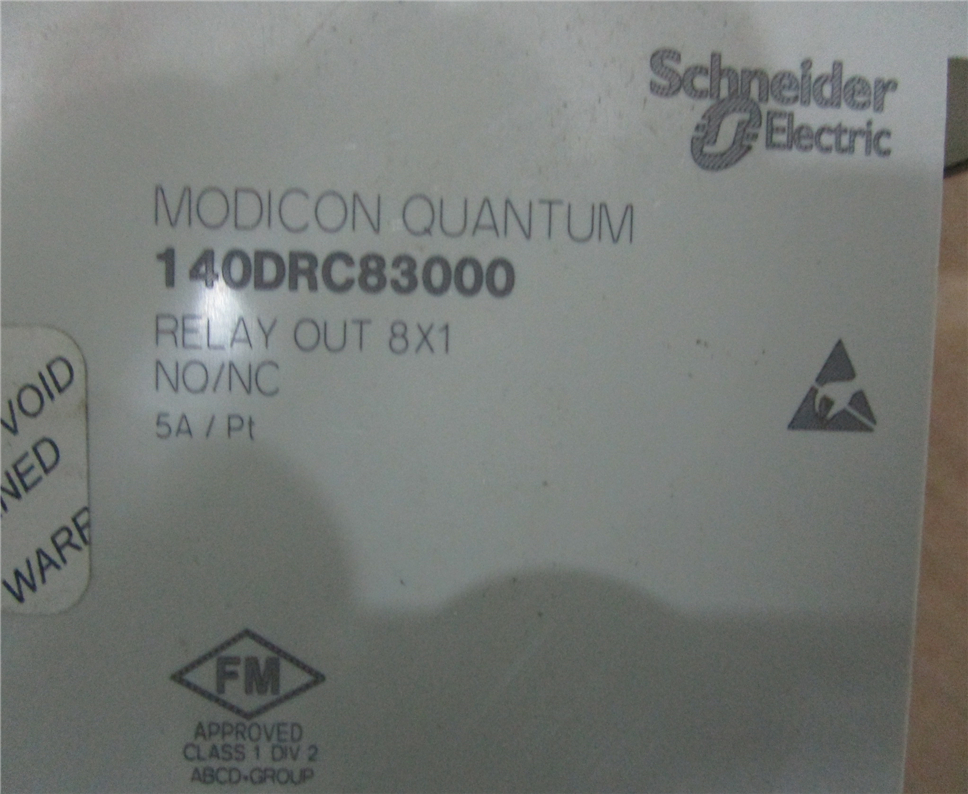 Schneider
Electric
MODICON QUANTUM
140DRC83000
RELAY OUT 8X1
NO/NC
5A / Pt
VOID
NED
WARR
FM
APPROVED
CLASS 1 DIV 2
ABCD-GROUP